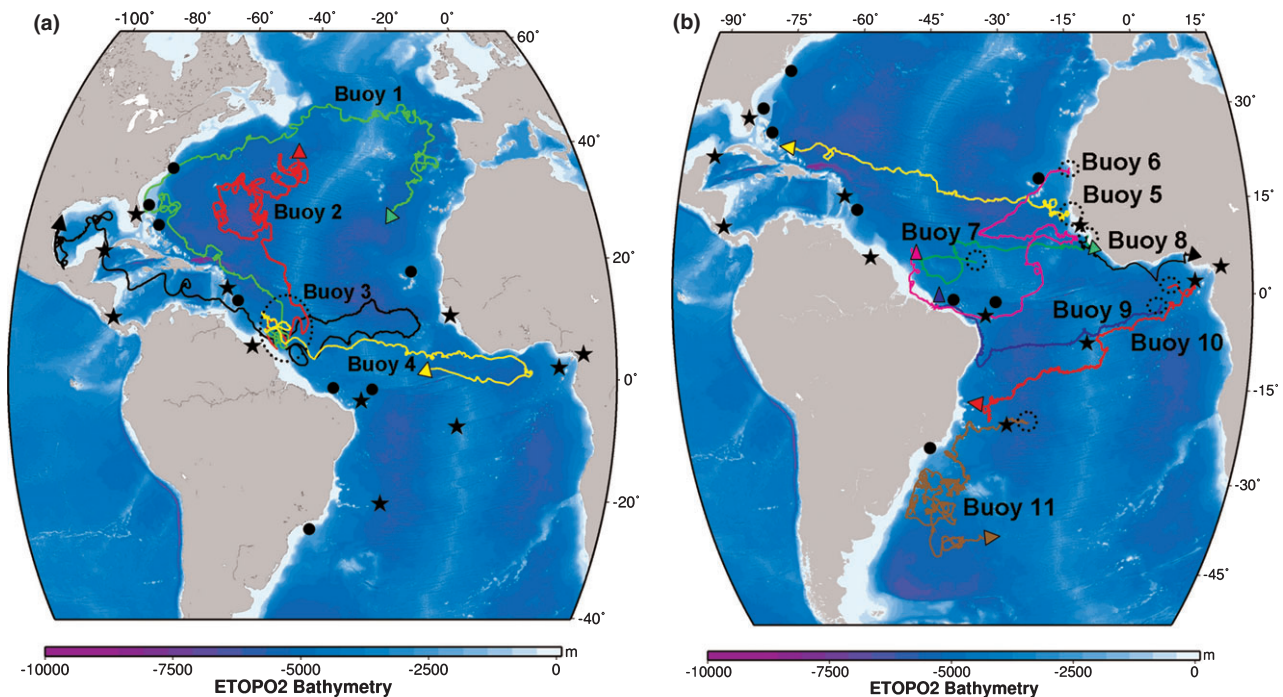 (a)
-100° -80° -60° -40° -20° 0°
60°
Buoy 1
40°
Buoy 2
20°
Buoy 3
Buoy 4
0°
-20°
-40°
-10000 -7500 -5000 -2500 0 m
ETOPO2 Bathymetry
(b)
-90° -75° -60° -45° -30° -15° 0° 15°
30°
Buoy 6
15°
Buoy 5
Buoy 7
Buoy 8
0°
Buoy 9
Buoy 10
-15°
-30°
Buoy 11
-45°
-10000 -7500 -5000 -2500 0 m
ETOPO2 Bathymetry